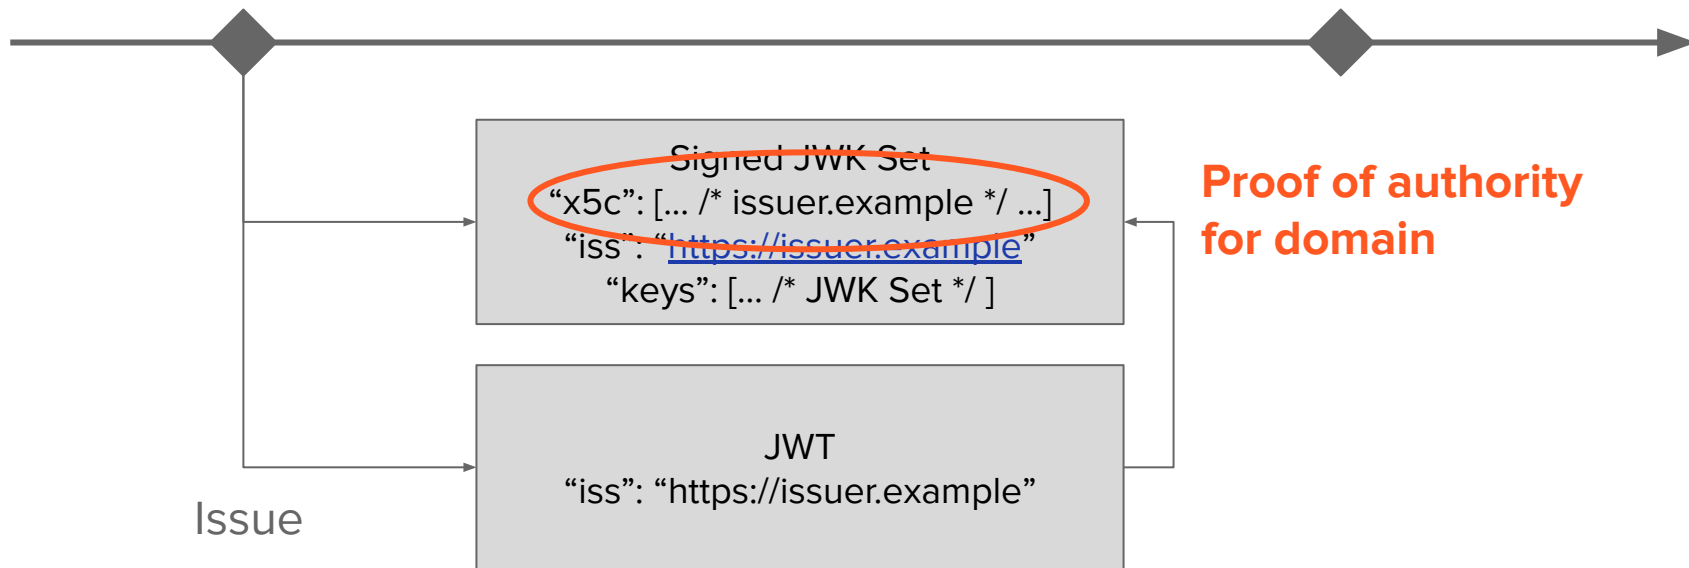 Signed JWK Set
“x5c”: [... /* issuer.example */ ...]
“iss”: “https://issuer.example”
“keys”: [... /* JWK Set */ ]
Proof of authority
for domain
JWT
“iss”: “https://issuer.example”
Issue